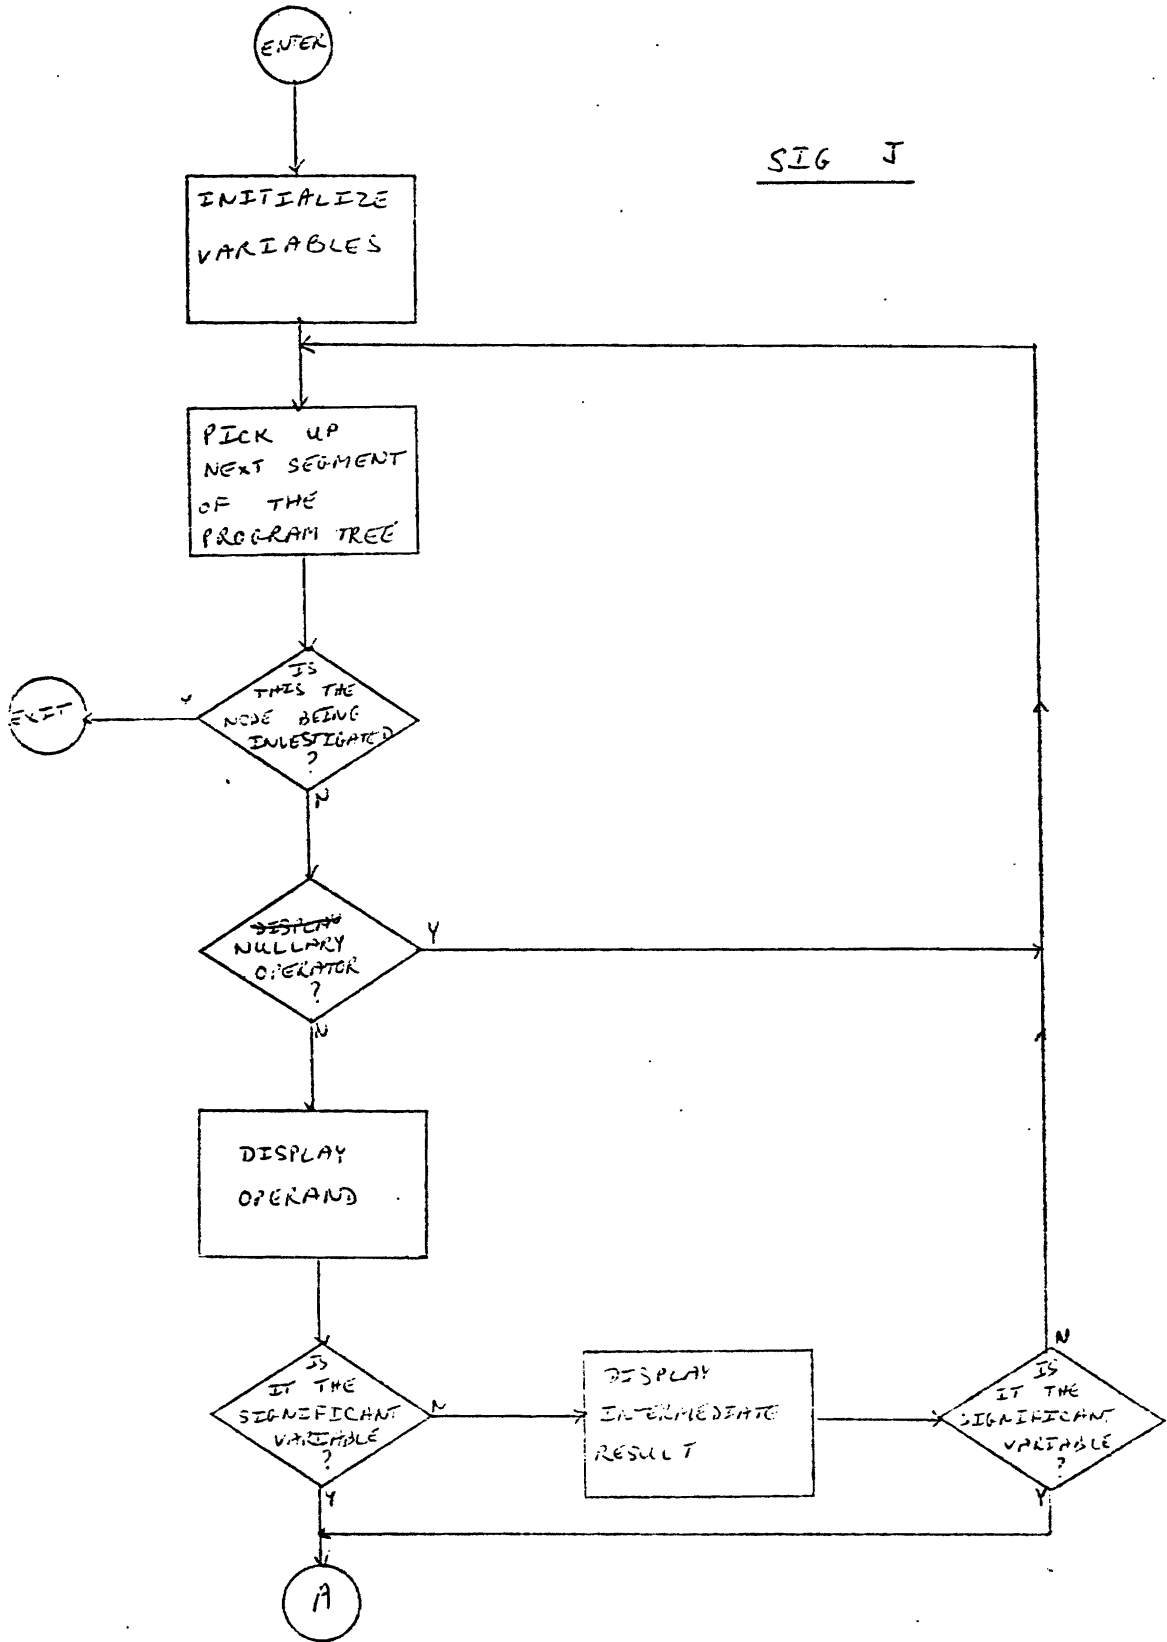 ENTER
SIG J
INITIALIZE
VARIABLES
PICK UP
NEXT SEGMENT
OF THE
PROGRAM TREE
IS
THIS THE
NODE BEING
INVESTIGATED
?
Y
EXIT
N
DISPLAY
NULLARY
OPERATOR
?
Y
N
DISPLAY
OPERAND
IS
IT THE
SIGNIFICANT
VARIABLE
?
N
Y
DISPLAY
INTERMEDIATE
RESULT
N
IS
IT THE
SIGNIFICANT
VARIABLE
?
Y
A